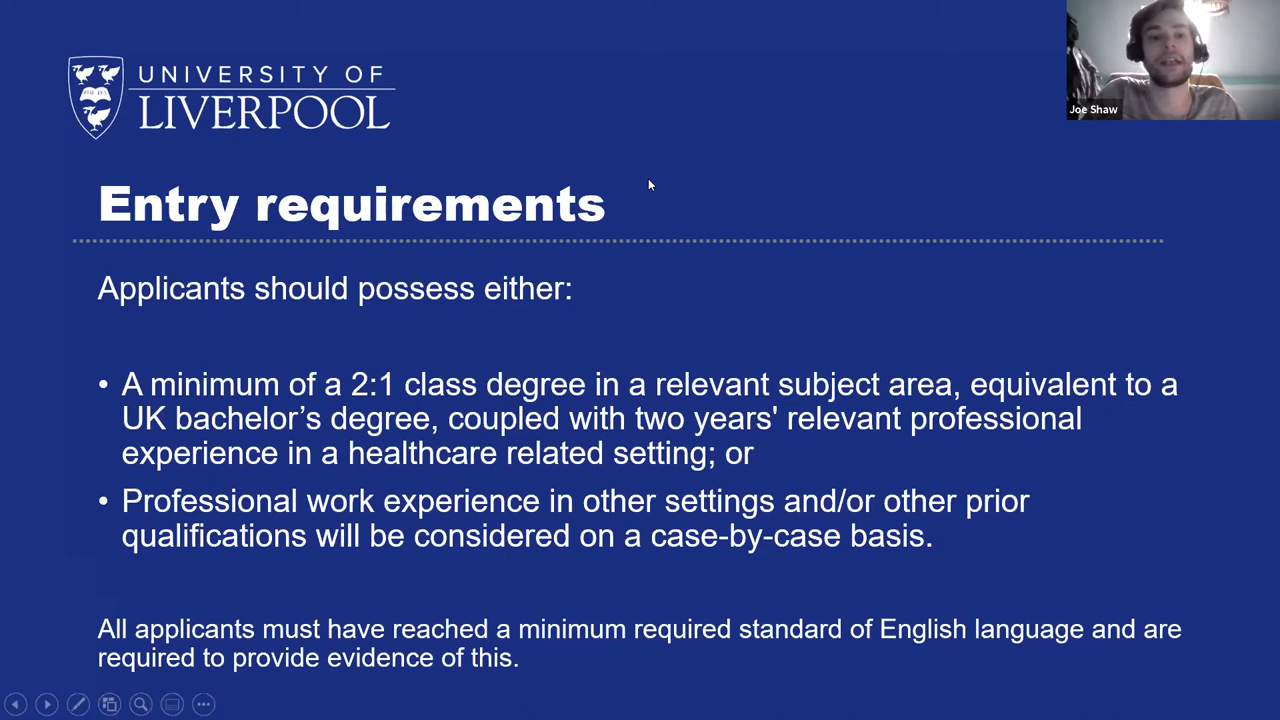 UNIVERSITY OF
LIVERPOOL
Joe Shaw
Entry requirements
Applicants should possess either:
• A minimum of a 2:1 class degree in a relevant subject area, equivalent to a
UK bachelor’s degree, coupled with two years' relevant professional
experience in a healthcare related setting; or
• Professional work experience in other settings and/or other prior
qualifications will be considered on a case-by-case basis.
All applicants must have reached a minimum required standard of English language and are
required to provide evidence of this.